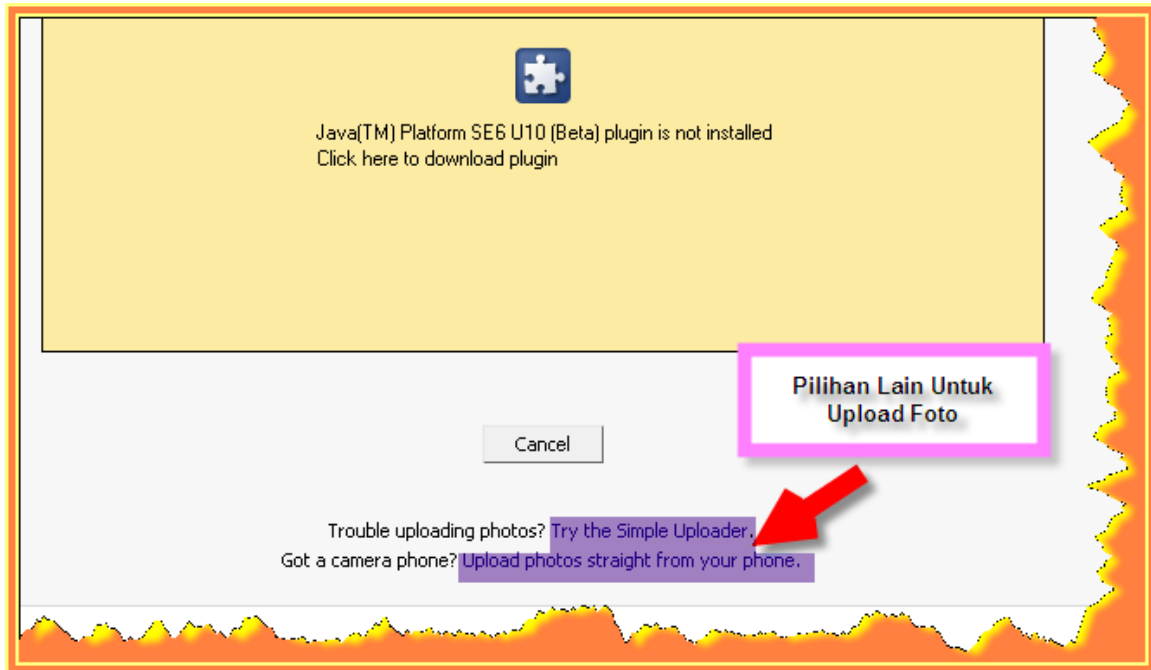 Java(TM) Platform SE6 U10 (Beta) plugin is not installed
Click here to download plugin
Pilihan Lain Untuk
Upload Foto
Cancel
Trouble uploading photos? Try the Simple Uploader.
Got a camera phone? Upload photos straight from your phone.